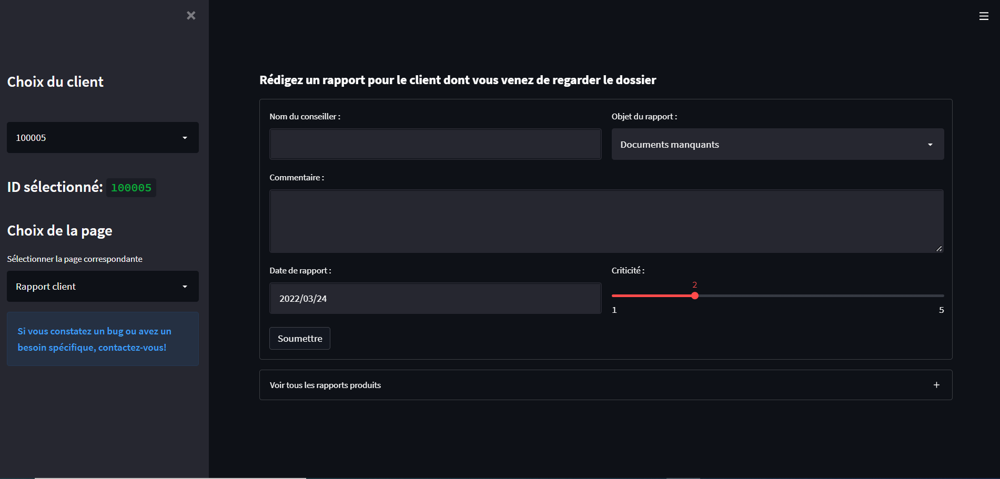 Choix du client
100005
ID sélectionné: 100005
Choix de la page
Sélectionner la page correspondante
Rapport client
Si vous constatez un bug ou avez un
besoin spécifique, contactez-vous!
Rédigez un rapport pour le client dont vous venez de regarder le dossier
Nom du conseiller :
Objet du rapport :
Documents manquants
Commentaire :
Date de rapport :
2022/03/24
Criticité :
2
1
5
Soumettre
Voir tous les rapports produits